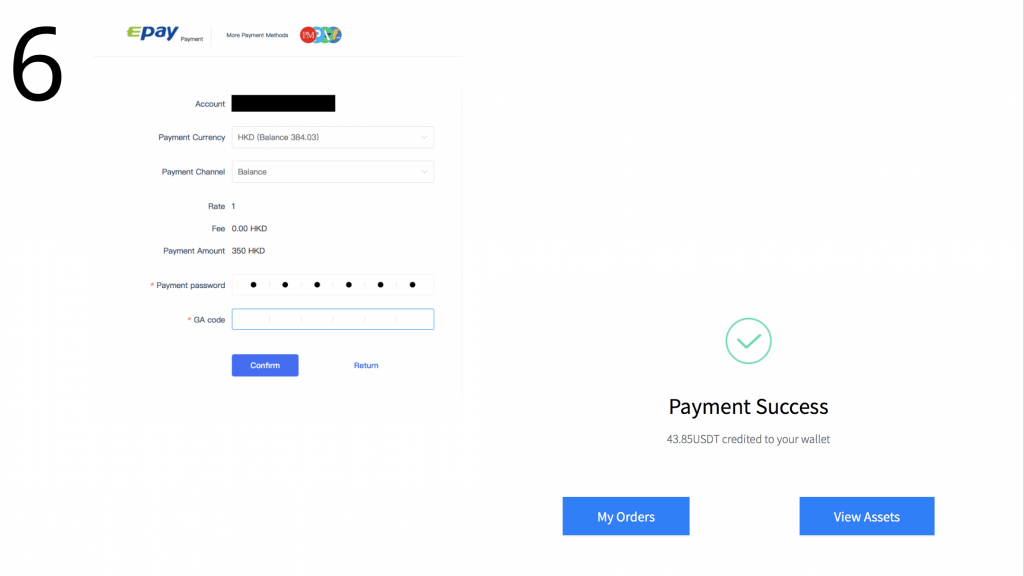 6
Epay Payment
More Payment Methods
Account
Payment Currency HKD (Balance 384.03)
Payment Channel Balance
Rate 1
Fee 0.00 HKD
Payment Amount 350 HKD
* Payment password
* GA code
Confirm Return
Payment Success
43.85USDT credited to your wallet
My Orders View Assets